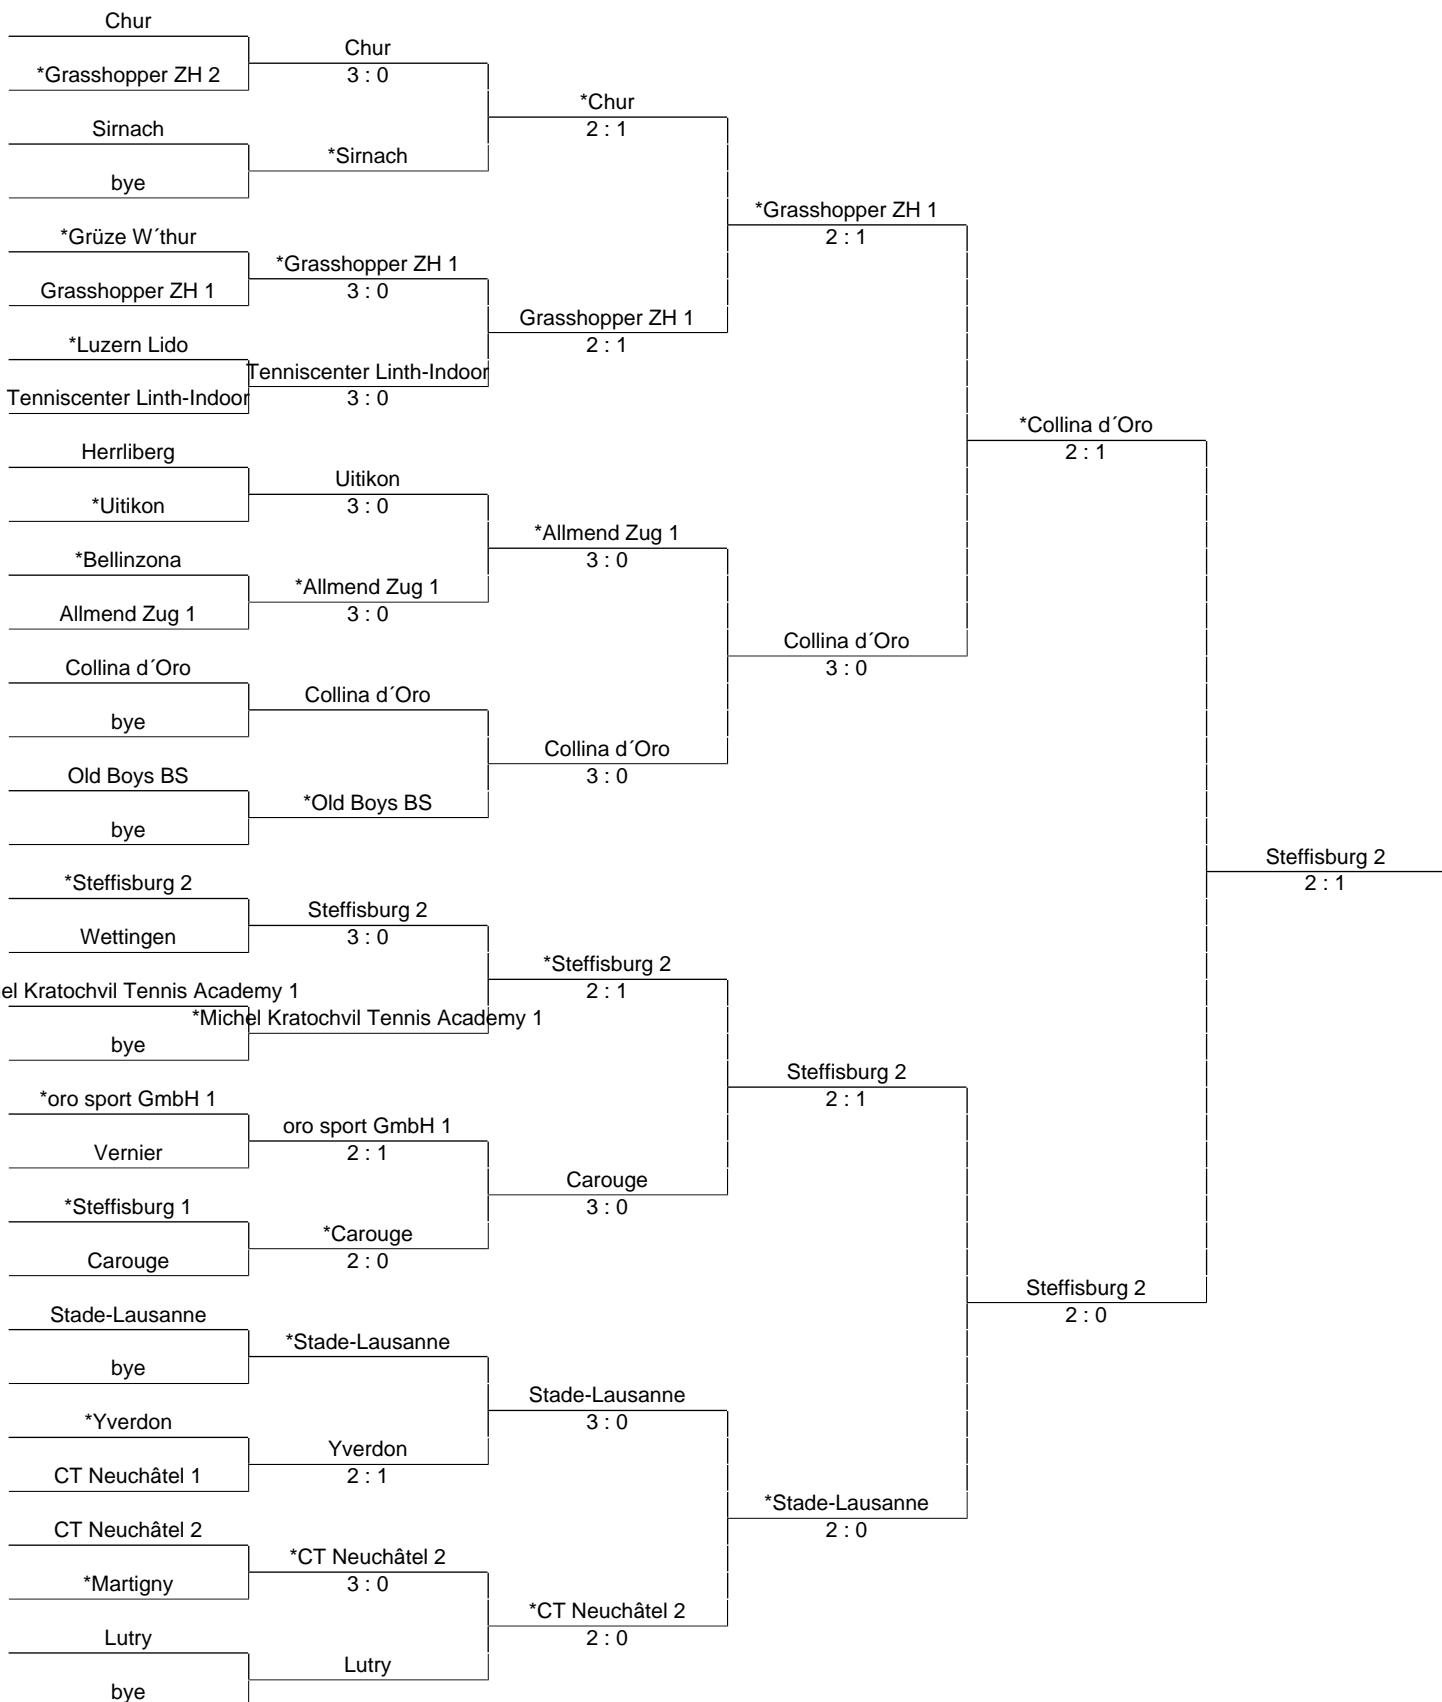 Chur
*Grasshopper ZH 2
Sirnach
bye
*Grüze W´thur
Grasshopper ZH 1
*Luzern Lido
Tenniscenter Linth-Indoor
Herrliberg
*Uitikon
*Bellinzona
Allmend Zug 1
Collina d´Oro
bye
Old Boys BS
bye
*Steffisburg 2
Wettingen
el Kratochvil Tennis Academy 1
bye
*oro sport GmbH 1
Vernier
*Steffisburg 1
Carouge
Stade-Lausanne
bye
*Yverdon
CT Neuchâtel 1
CT Neuchâtel 2
*Martigny
Lutry
bye
Chur
3 : 0
*Sirnach
*Grasshopper ZH 1
3 : 0
Tenniscenter Linth-Indoor
3 : 0
Uitikon
3 : 0
*Allmend Zug 1
3 : 0
Collina d´Oro
*Old Boys BS
Steffisburg 2
3 : 0
*Michel Kratochvil Tennis Academy 1
oro sport GmbH 1
2 : 1
*Carouge
2 : 0
*Stade-Lausanne
Yverdon
2 : 1
*CT Neuchâtel 2
3 : 0
Lutry
*Chur
2 : 1
Grasshopper ZH 1
2 : 1
*Allmend Zug 1
3 : 0
Collina d´Oro
3 : 0
*Steffisburg 2
2 : 1
Carouge
3 : 0
Stade-Lausanne
3 : 0
*CT Neuchâtel 2
2 : 0
*Grasshopper ZH 1
2 : 1
Collina d´Oro
3 : 0
Steffisburg 2
2 : 1
*Stade-Lausanne
2 : 0
*Collina d´Oro
2 : 1
Steffisburg 2
2 : 0
Steffisburg 2
2 : 1